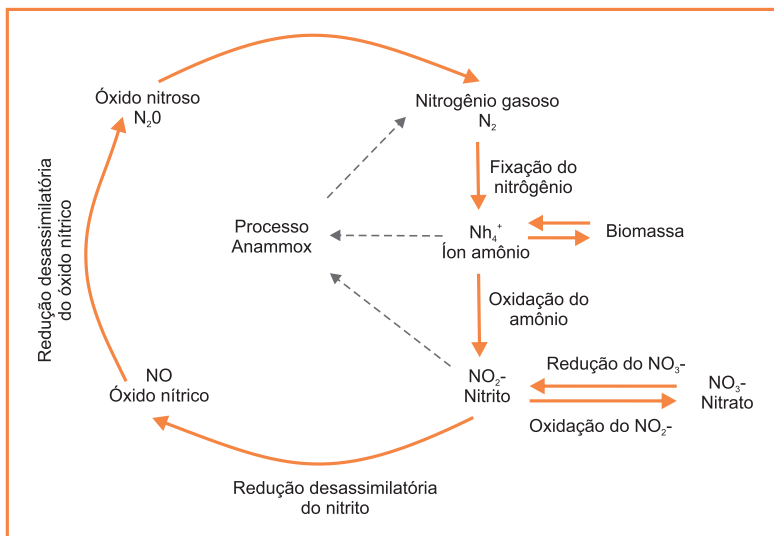 Óxido nitroso
N₂0
Nitrogênio gasoso
N₂
Fixação do
nitrôgênio
Redução desassimilatória
do óxido nítrico
Processo
Anammox
Nh₄⁺
Íon amônio
Biomassa
Oxidação do
amônio
NO
Óxido nítrico
NO₂-
Nitrito
Redução do NO₃-
NO₃-
Nitrato
Oxidação do NO₂-
Redução desassimilatória
do nitrito